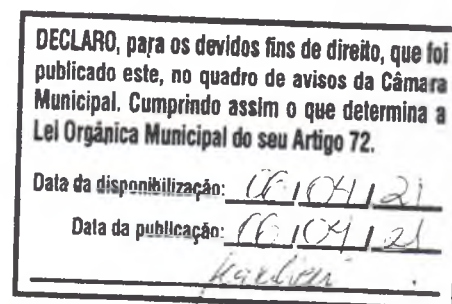 DECLARO, para os devidos fins de direito, que foi
publicado este, no quadro de avisos da Câmara
Municipal. Cumprindo assim o que determina a
Lei Orgânica Municipal do seu Artigo 72.
Data da disponibilização: 06/04/21
Data da publicação: 06/04/21